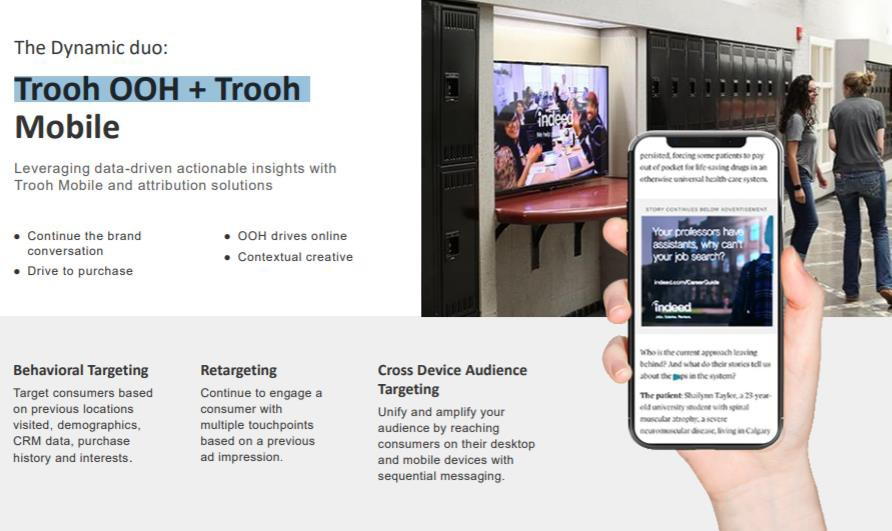 The Dynamic duo:
Trooh OOH + Trooh
Mobile
Leveraging data-driven actionable insights with
Trooh Mobile and attribution solutions
• Continue the brand
conversation
• Drive to purchase
• OOH drives online
• Contextual creative
indeed
persisted, forcing some patients to pay
out of pocket for life-saving drugs in an
otherwise universal health-care system.
STORY CONTINUES BELOW ADVERTISEMENT
Your professors have
assistants, why can't
your job search?
indeed.com/CareerGuide
indeed
Who is the current approach leaving
behind? And what do their stories tell us
about the gaps in the system?
The patient: Shailynn Taylor, a 23-year-
old university student with spinal
muscular atrophy, a severe
neuromuscular disease, living in Calgary
Behavioral Targeting
Target consumers based
on previous locations
visited, demographics,
CRM data, purchase
history and interests.
Retargeting
Continue to engage a
consumer with
multiple touchpoints
based on a previous
ad impression.
Cross Device Audience
Targeting
Unify and amplify your
audience by reaching
consumers on their desktop
and mobile devices with
sequential messaging.